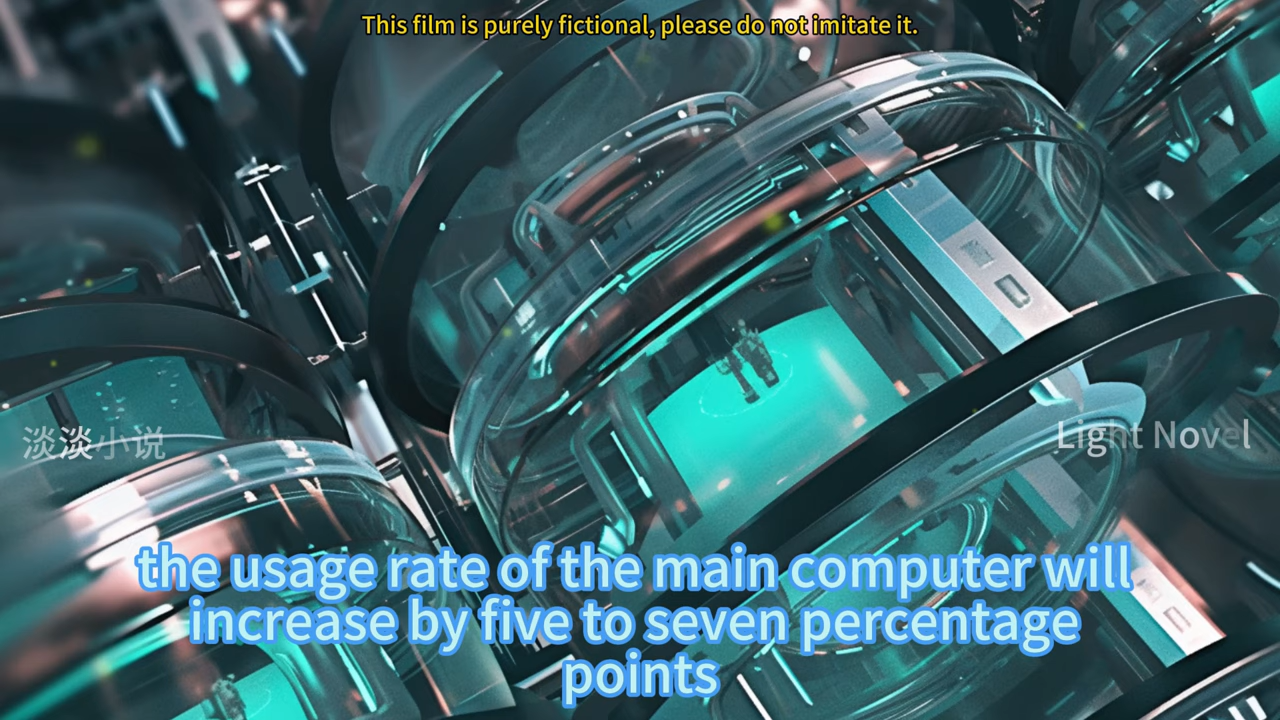 This film is purely fictional, please do not imitate it.
淡淡小说
Light Novel
the usage rate of the main computer will
increase by five to seven percentage
points